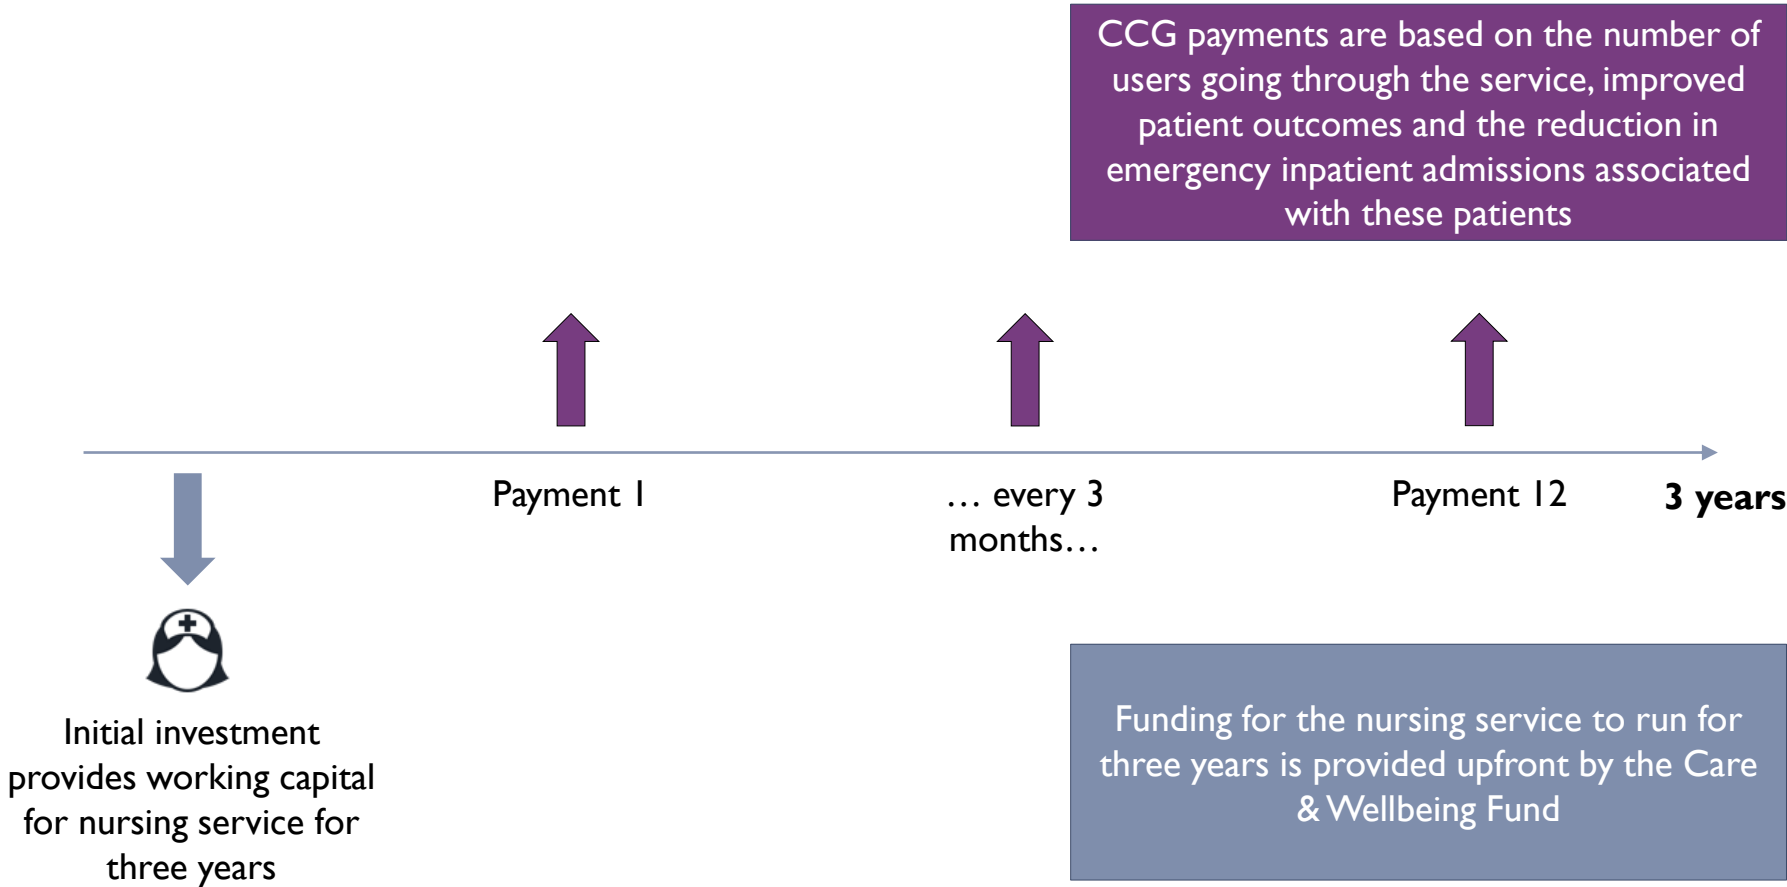 CCG payments are based on the number of
users going through the service, improved
patient outcomes and the reduction in
emergency inpatient admissions associated
with these patients
Payment 1
… every 3
months…
Payment 12
3 years
Initial investment
provides working capital
for nursing service for
three years
Funding for the nursing service to run for
three years is provided upfront by the Care
& Wellbeing Fund